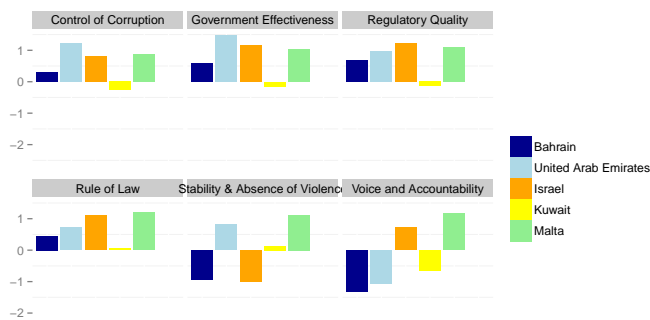 Control of Corruption Government Effectiveness Regulatory Quality
1
0
−1
−2
Rule of Law Stability & Absence of Violence Voice and Accountability
1
0
−1
−2
Bahrain
United Arab Emirates
Israel
Kuwait
Malta